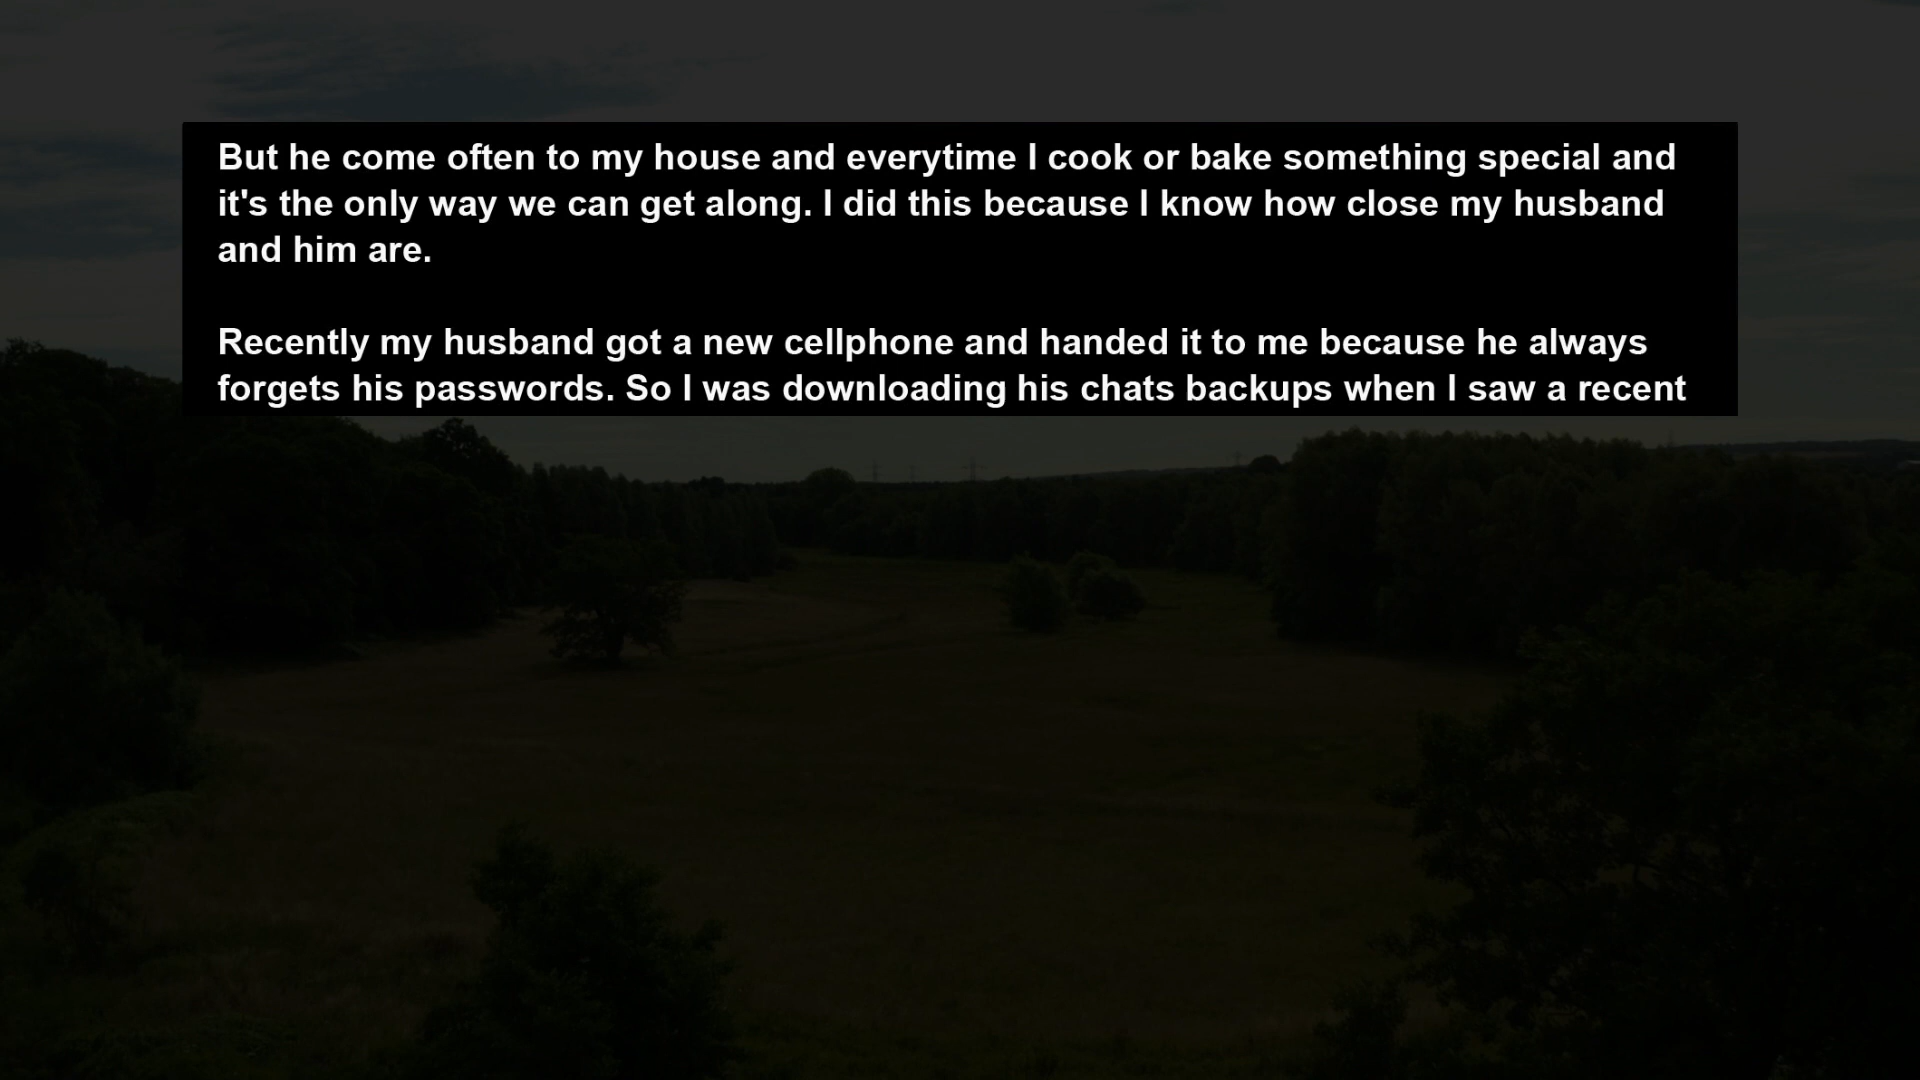 But he come often to my house and everytime I cook or bake something special and
it's the only way we can get along. I did this because I know how close my husband
and him are.
Recently my husband got a new cellphone and handed it to me because he always
forgets his passwords. So I was downloading his chats backups when I saw a recent